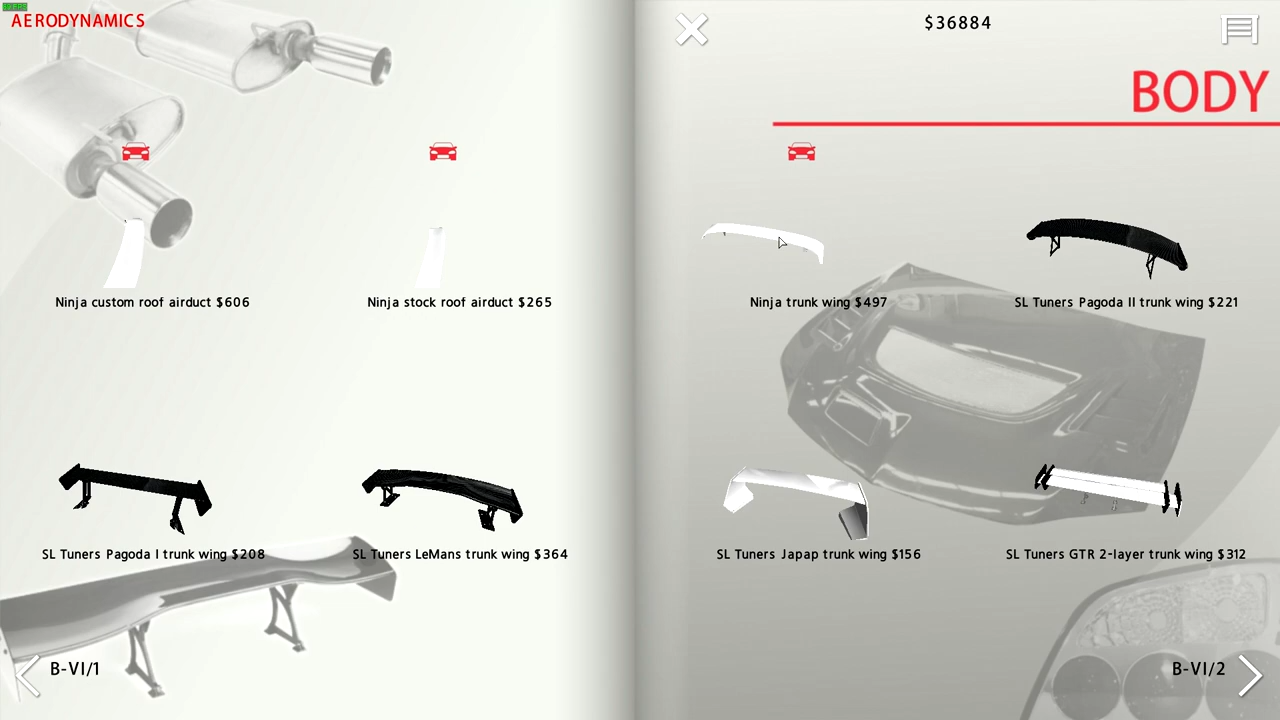 AERODYNAMICS
$36884
BODY
Ninja custom roof airduct $606
Ninja stock roof airduct $265
Ninja trunk wing $497
SL Tuners Pagoda II trunk wing $221
SL Tuners Pagoda I trunk wing $208
SL Tuners LeMans trunk wing $364
SL Tuners Japap trunk wing $156
SL Tuners GTR 2-layer trunk wing $312
B-VI/1
B-VI/2